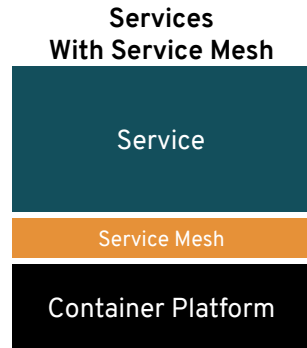 Services
With Service Mesh
Service
Service Mesh
Container Platform